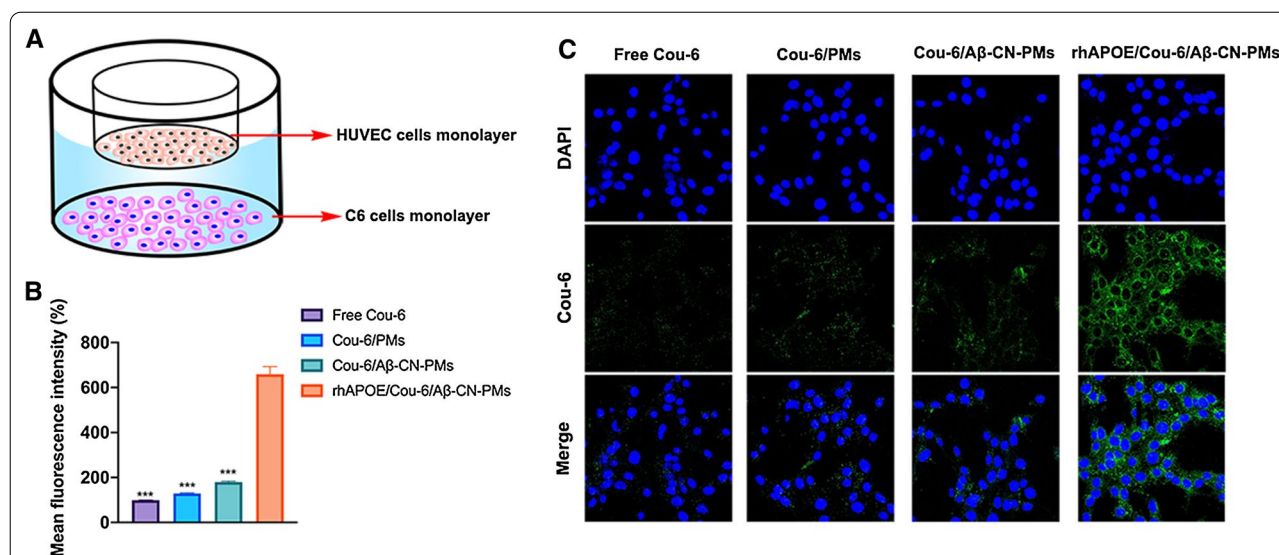 A
HUVEC cells monolayer
C6 cells monolayer
B
Mean fluorescence intensity (%)
800
600
400
200
0
***
***
***
Free Cou-6
Cou-6/PMs
Cou-6/Aβ-CN-PMs
rhAPOE/Cou-6/Aβ-CN-PMs
C
Free Cou-6
Cou-6/PMs
Cou-6/Aβ-CN-PMs
rhAPOE/Cou-6/Aβ-CN-PMs
DAPI
Cou-6
Merge